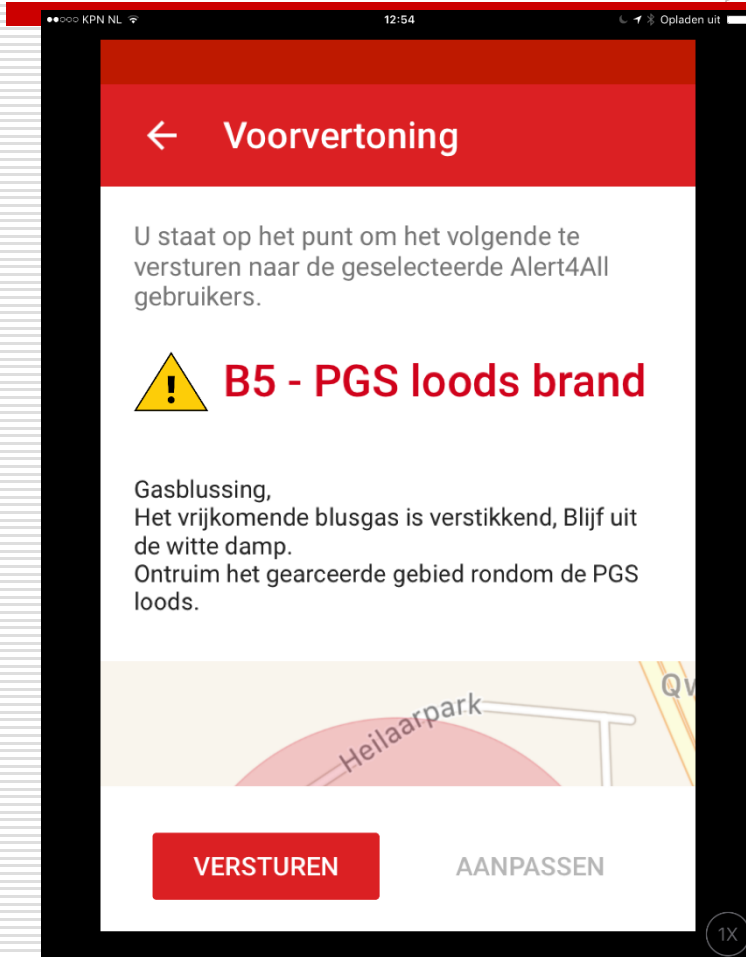 KPN NL 12:54 Opladen uit
Voorvertoning
U staat op het punt om het volgende te
versturen naar de geselecteerde Alert4All
gebruikers.
B5 - PGS loods brand
Gasblussing,
Het vrijkomende blusgas is verstikkend, Blijf uit
de witte damp.
Ontruim het gearceerde gebied rondom de PGS
loods.
Heilaarpark
VERSTUREN AANPASSEN
1X